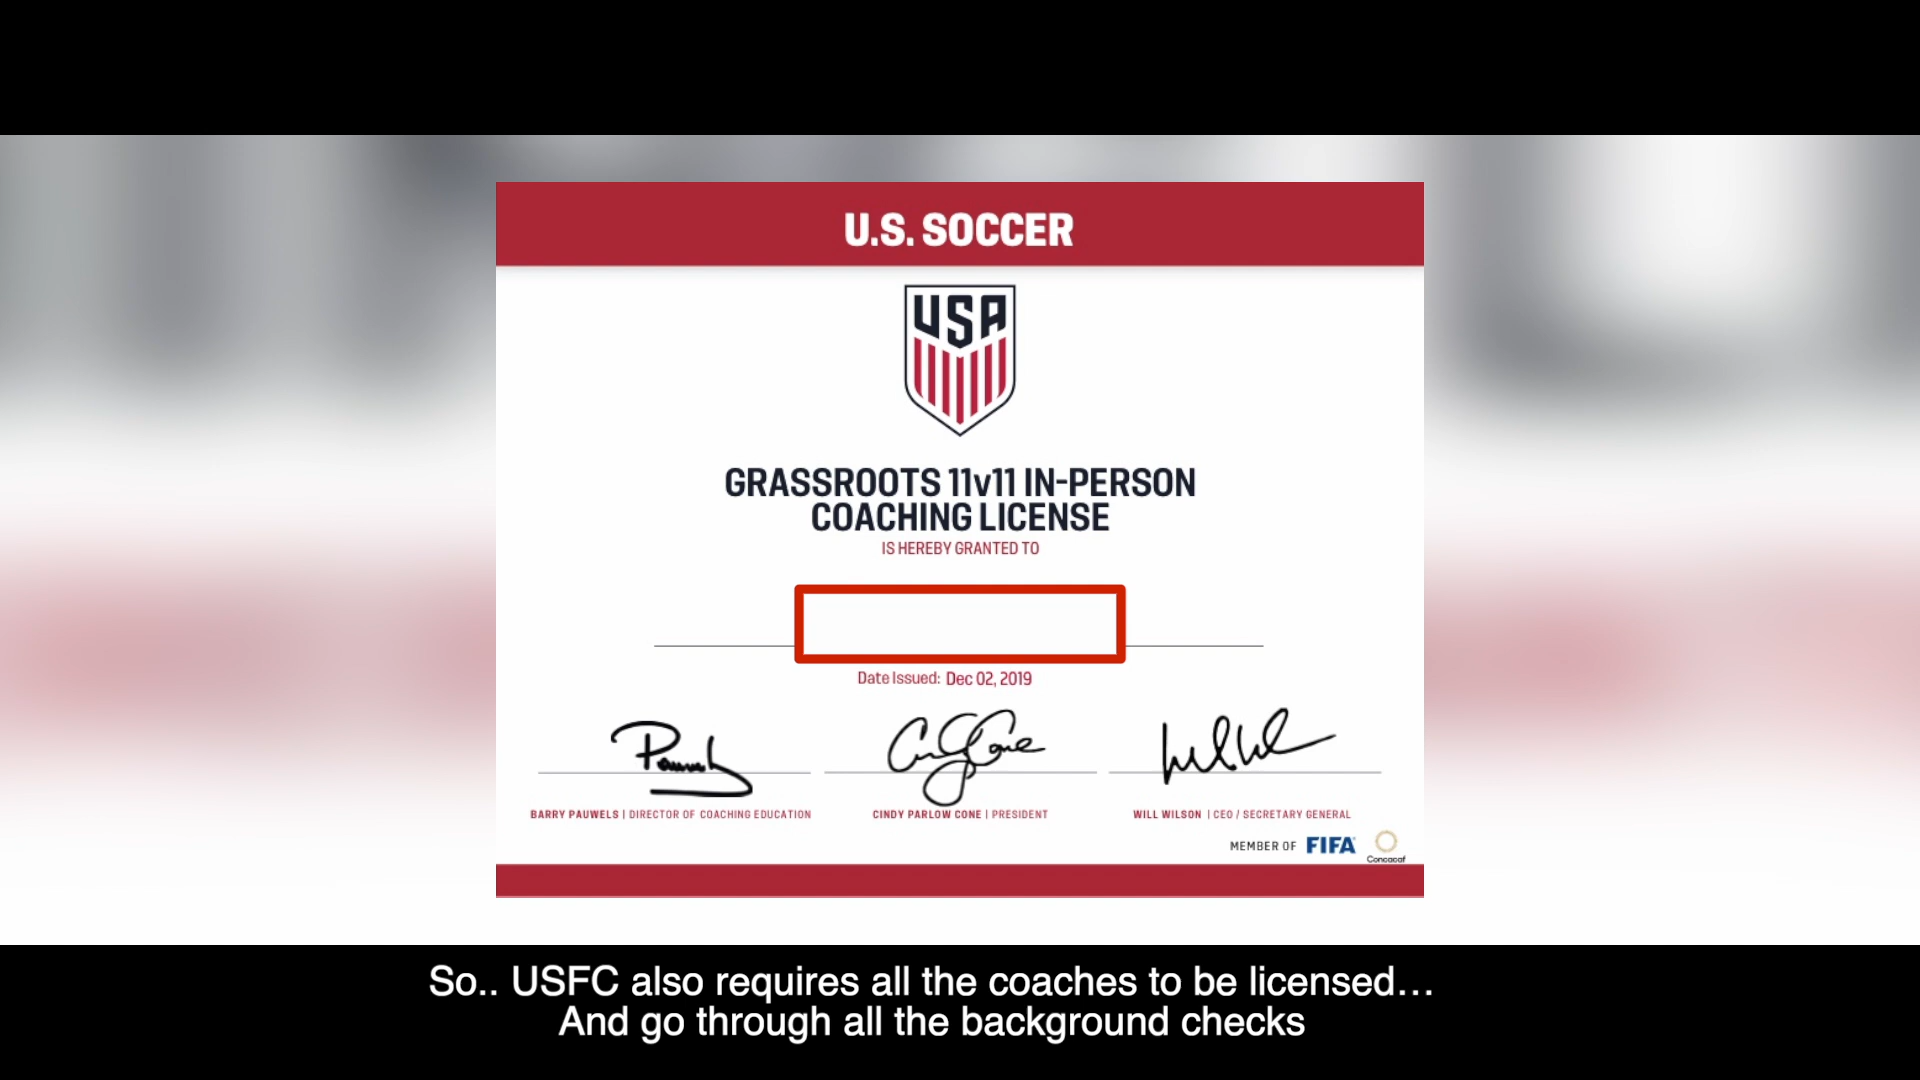 U.S. SOCCER
USA
GRASSROOTS 11v11 IN-PERSON
COACHING LICENSE
IS HEREBY GRANTED TO
Date Issued: Dec 02, 2019
BARRY PAUWELS | DIRECTOR OF COACHING EDUCATION
CINDY PARLOW CONE | PRESIDENT
WILL WILSON | CEO / SECRETARY GENERAL
MEMBER OF FIFA
Concacaf
So.. USFC also requires all the coaches to be licensed...
And go through all the background checks